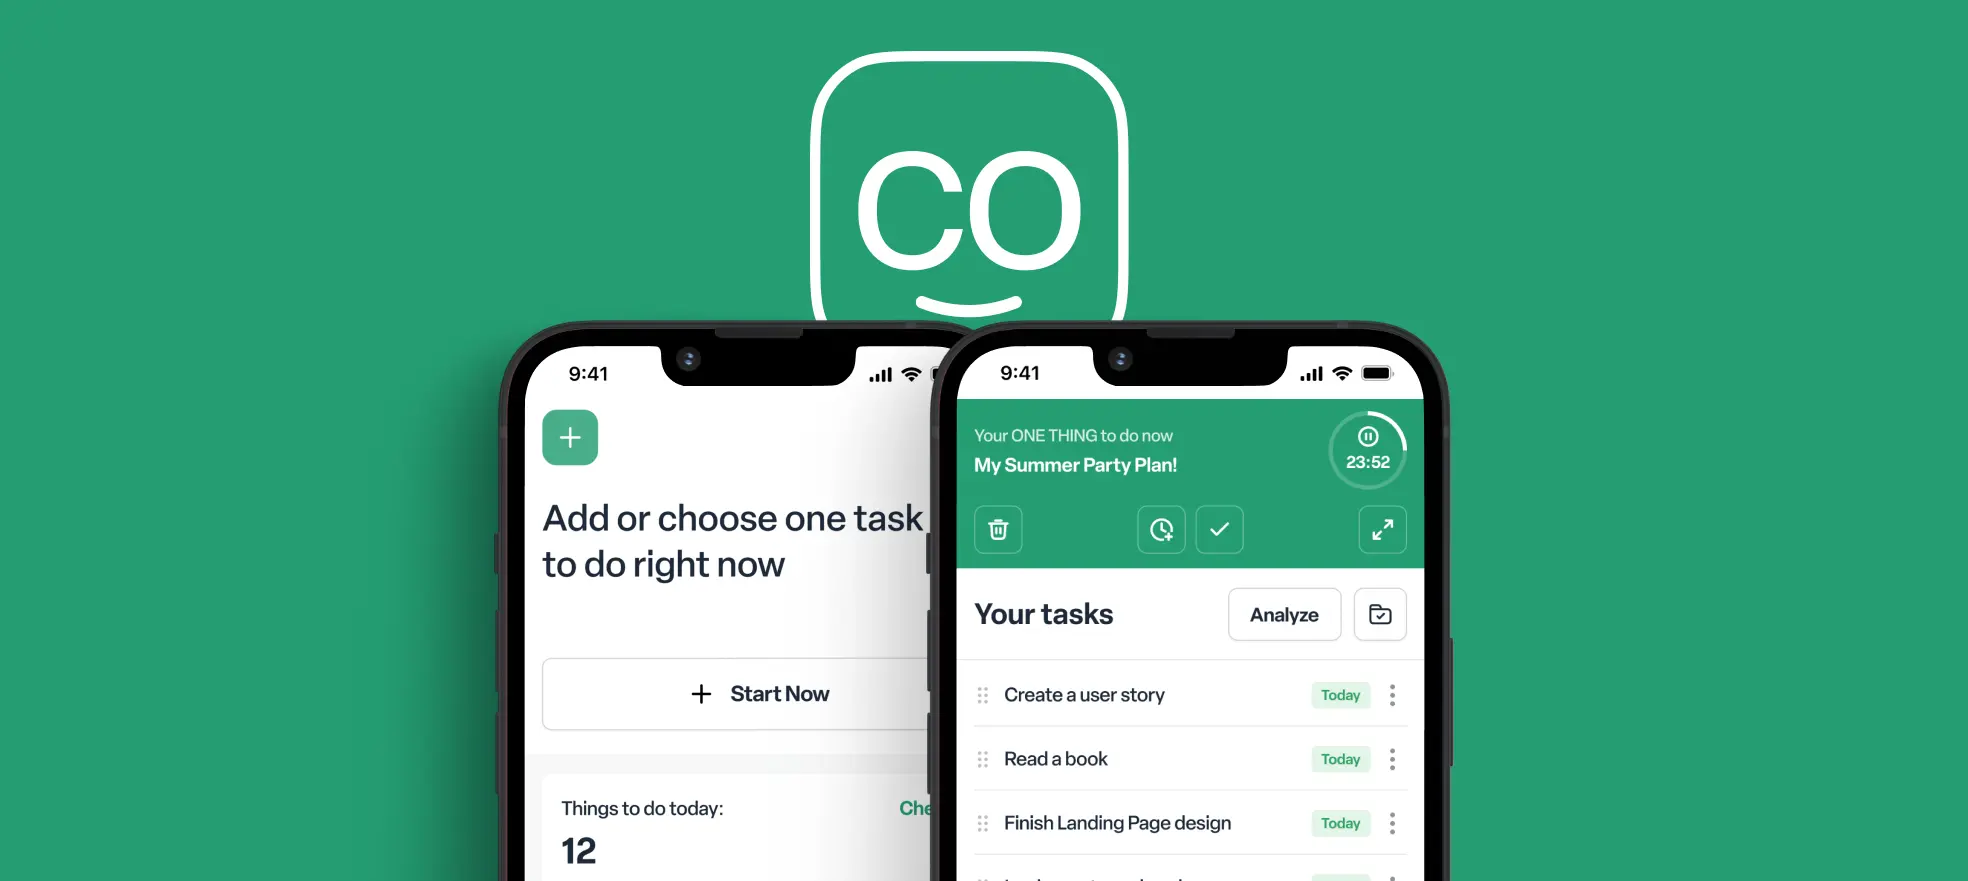 co
9:41
Add or choose one task
to do right now
Start Now
Things to do today:
12
9:41
Your ONE THING to do now
My Summer Party Plan!
23:52
Your tasks
Analyze
Create a user story
Today
Read a book
Today
Finish Landing Page design
Today